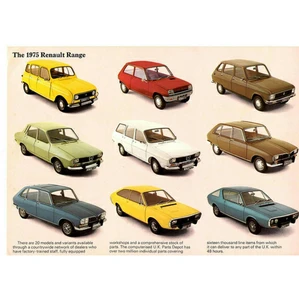 The 1975 Renault Range
There are 20 models and variants available
through a countrywide network of dealers who
have factory-trained staff, fully equipped
workshops and a comprehensive stock of
parts. The computerised U.K. Parts Depot has
over two million individual parts covering
sixteen thousand line items from which
it can deliver to any part of the U.K. within
48 hours.